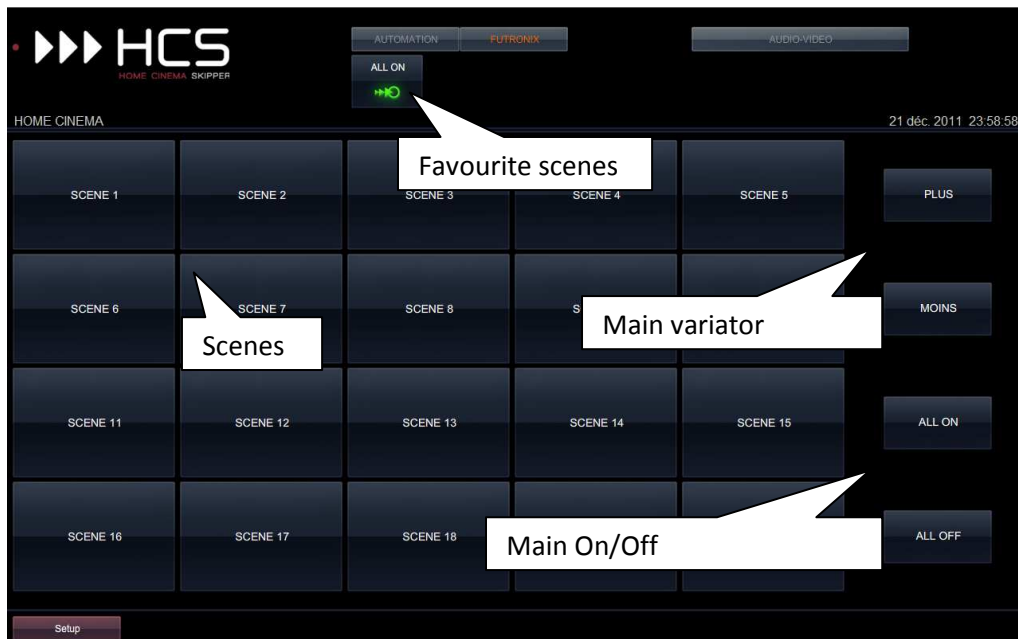 HCS
HOME CINEMA SKIPPER
AUTOMATION FUTRONIX AUDIO-VIDEO
ALL ON
HOME CINEMA 21 déc. 2011 23:58:58
Favourite scenes
SCENE 1 SCENE 2 SCENE 3 SCENE 4 SCENE 5 PLUS
SCENE 6 SCENE 7 SCENE 8 S MOINS
Scenes
Main variator
SCENE 11 SCENE 12 SCENE 13 SCENE 14 SCENE 15 ALL ON
SCENE 16 SCENE 17 SCENE 18 ALL OFF
Main On/Off
Setup